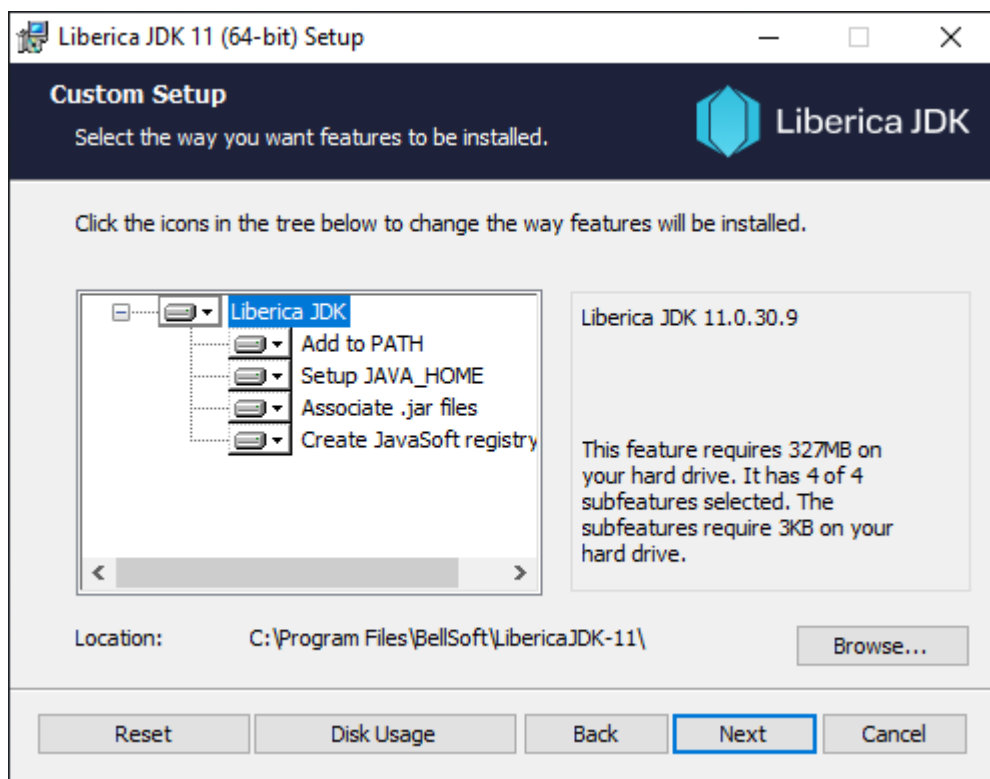 Liberica JDK 11 (64-bit) Setup
Custom Setup
Select the way you want features to be installed.
Liberica JDK
Click the icons in the tree below to change the way features will be installed.
Liberica JDK
Add to PATH
Setup JAVA_HOME
Associate .jar files
Create JavaSoft registry
Liberica JDK 11.0.30.9
This feature requires 327MB on
your hard drive. It has 4 of 4
subfeatures selected. The
subfeatures require 3KB on your
hard drive.
Location: C:\Program Files\BellSoft\LibericaJDK-11\
Browse...
Reset Disk Usage Back Next Cancel